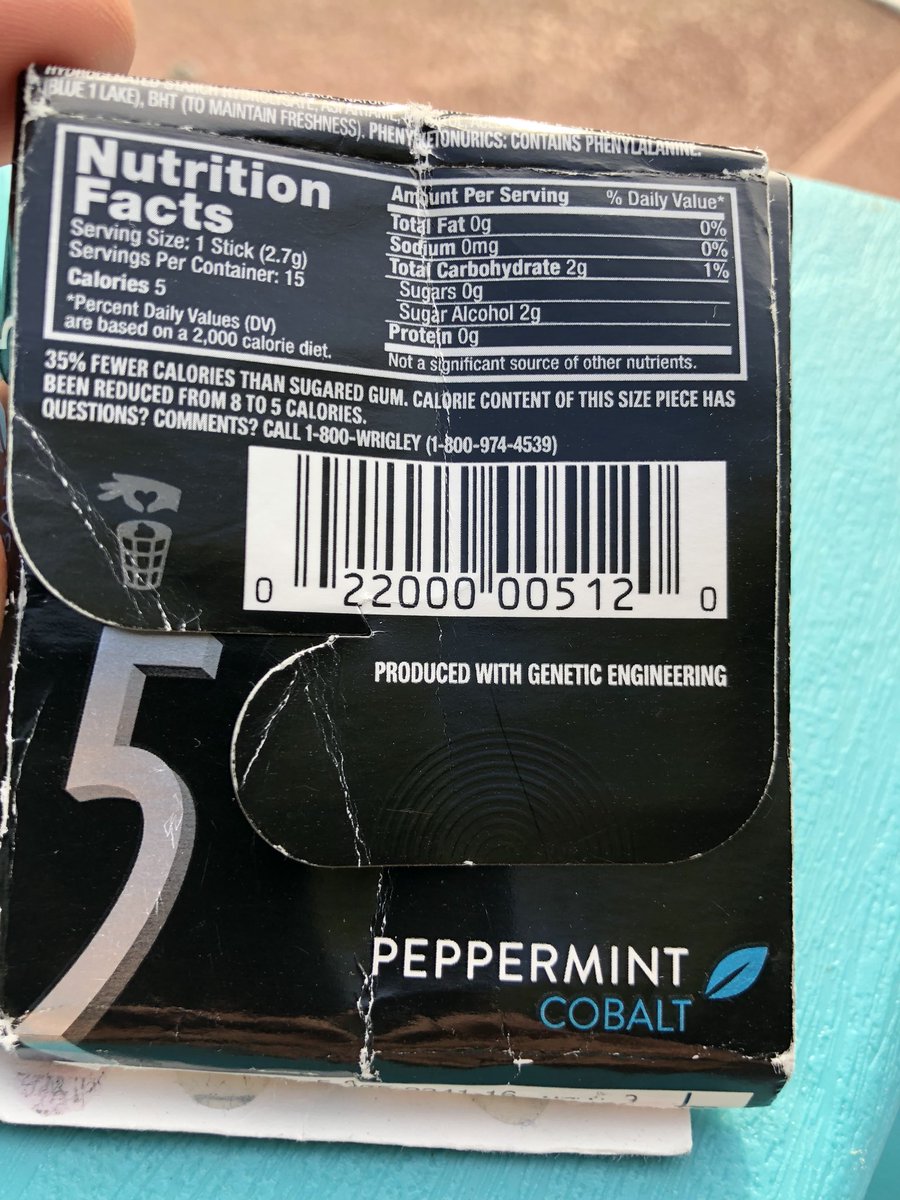 (BLUE 1 LAKE), BHT (TO MAINTAIN FRESHNESS). PHENYLKETONURICS: CONTAINS PHENYLALANINE.
Nutrition
Facts
Serving Size: 1 Stick (2.7g)
Servings Per Container: 15
Calories 5
*Percent Daily Values (DV)
are based on a 2,000 calorie diet.
Amount Per Serving % Daily Value*
Total Fat 0g 0%
Sodium 0mg 0%
Total Carbohydrate 2g 1%
Sugars 0g
Sugar Alcohol 2g
Protein 0g
Not a significant source of other nutrients.
35% FEWER CALORIES THAN SUGARED GUM. CALORIE CONTENT OF THIS SIZE PIECE HAS
BEEN REDUCED FROM 8 TO 5 CALORIES.
QUESTIONS? COMMENTS? CALL 1-800-WRIGLEY (1-800-974-4539)
0 22000 00512 0
PRODUCED WITH GENETIC ENGINEERING
5
PEPPERMINT
COBALT